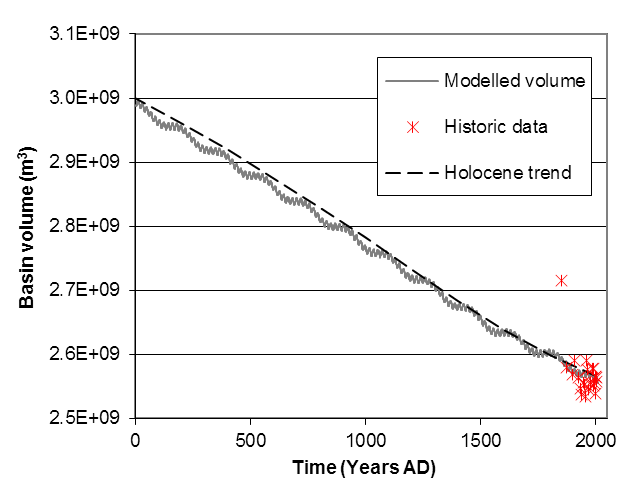 3.1E+09
3.0E+09
2.9E+09
2.8E+09
2.7E+09
2.6E+09
2.5E+09
Basin volume (m³)
Modelled volume
Historic data
Holocene trend
0 500 1000 1500 2000
Time (Years AD)